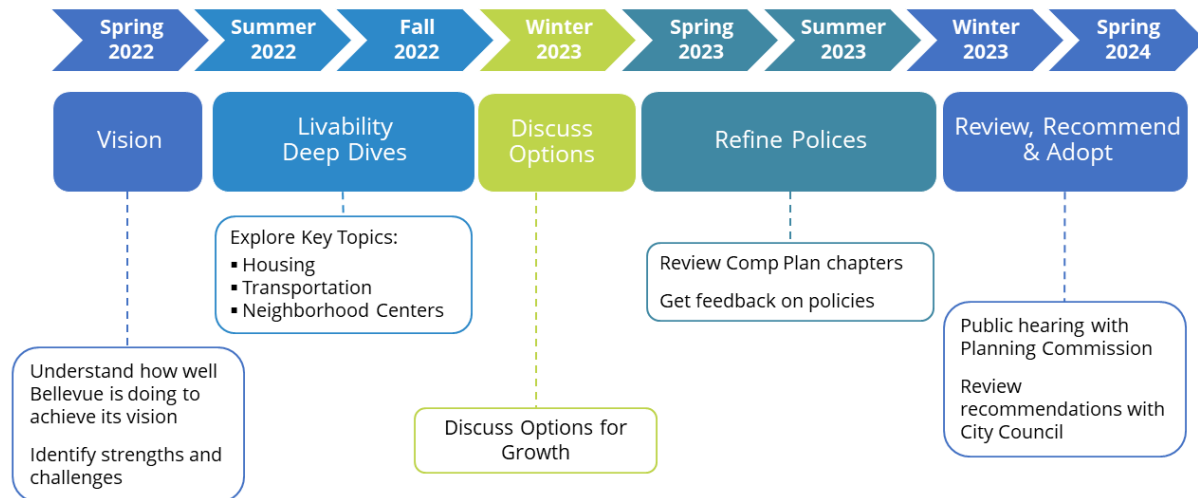 Spring
2022
Summer
2022
Fall
2022
Winter
2023
Spring
2023
Summer
2023
Winter
2023
Spring
2024
Vision
Livability
Deep Dives
Discuss
Options
Refine Polices
Review, Recommend
& Adopt
Explore Key Topics:
▪ Housing
▪ Transportation
▪ Neighborhood Centers
Review Comp Plan chapters
Get feedback on policies
Public hearing with
Planning Commission
Review
recommendations with
City Council
Understand how well
Bellevue is doing to
achieve its vision
Identify strengths and
challenges
Discuss Options for
Growth